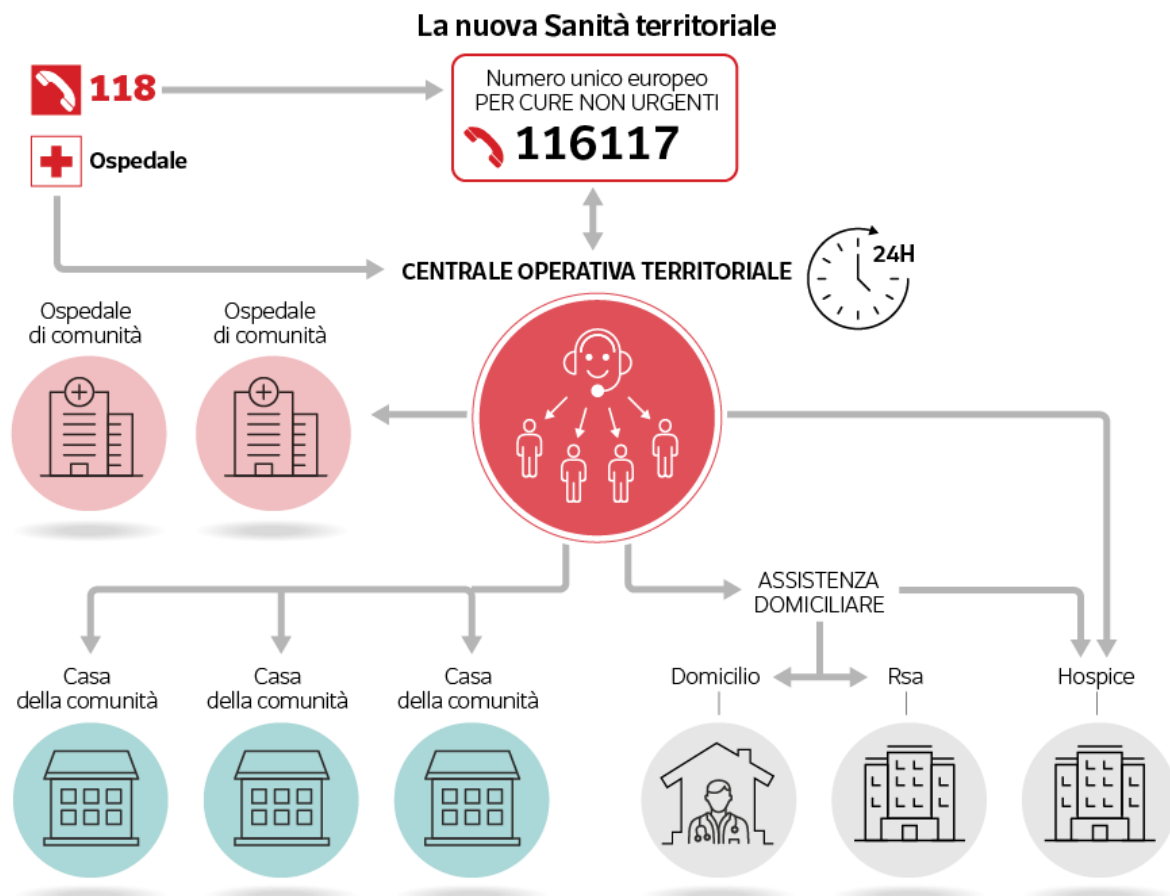 La nuova Sanità territoriale
118
Numero unico europeo
PER CURE NON URGENTI
116117
Ospedale
CENTRALE OPERATIVA TERRITORIALE
24H
Ospedale
di comunità
Ospedale
di comunità
ASSISTENZA
DOMICILIARE
Casa
della comunità
Casa
della comunità
Casa
della comunità
Domicilio
Rsa
Hospice